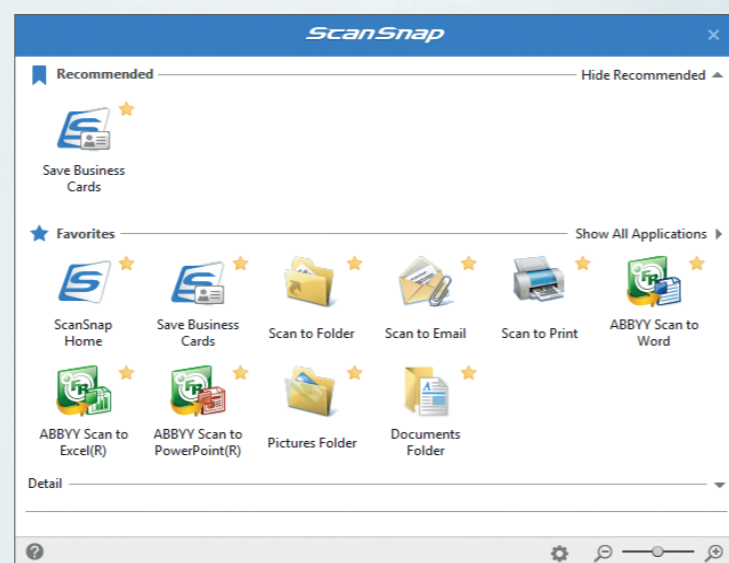 ScanSnap
Recommended
Hide Recommended
Save Business
Cards
Favorites
Show All Applications
ScanSnap
Home
Save Business
Cards
Scan to Folder
Scan to Email
Scan to Print
ABBYY Scan to
Word
ABBYY Scan to
Excel(R)
ABBYY Scan to
PowerPoint(R)
Pictures Folder
Documents
Folder
Detail